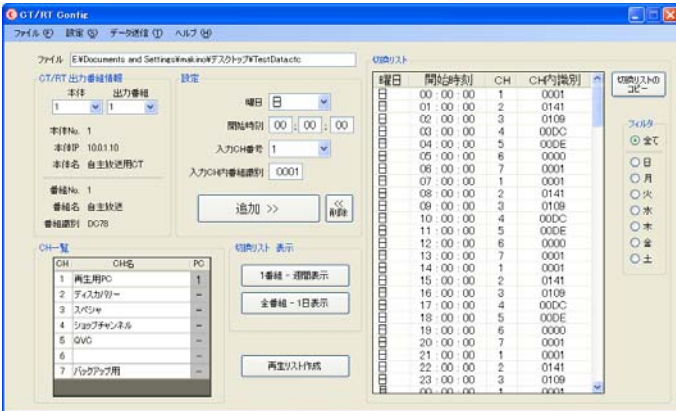 CT/RT Config
ファイル(F) 設定(S) データ送信(T) ヘルプ(H)
ファイル E:¥Documents and Settings¥makino¥デスクトップ¥TestData.ctc
CT/RT 出力番組情報
本体 出力番組
1 1
本体No. 1
本体IP 10.0.1.10
本体名 自主放送用CT
番組No. 1
番組名 自主放送
番組識別 DC78
設定
曜日 日
開始時刻 00 : 00 : 00
入力CH番号 1
入力CH内番組識別 0001
追加 >>
<< 削除
CH一覧
CH CH名 PC
1 再生用PC 1
2 ディスカバリー -
3 スペシャ -
4 ショップチャンネル -
5 QVC -
6 -
7 バックアップ用 -
切換リスト 表示
1番組 - 週間表示
全番組 - 1日表示
再生リスト作成
切換リスト
曜日 開始時刻 CH CH内識別
日 00 : 00 : 00 1 0001
日 01 : 00 : 00 2 0141
日 02 : 00 : 00 3 0109
日 03 : 00 : 00 4 00DC
日 04 : 00 : 00 5 00DE
日 05 : 00 : 00 6 0000
日 06 : 00 : 00 7 0001
日 07 : 00 : 00 1 0001
日 08 : 00 : 00 2 0141
日 09 : 00 : 00 3 0109
日 10 : 00 : 00 4 00DC
日 11 : 00 : 00 5 00DE
日 12 : 00 : 00 6 0000
日 13 : 00 : 00 7 0001
日 14 : 00 : 00 1 0001
日 15 : 00 : 00 2 0141
日 16 : 00 : 00 3 0109
日 17 : 00 : 00 4 00DC
日 18 : 00 : 00 5 00DE
日 19 : 00 : 00 6 0000
日 20 : 00 : 00 7 0001
日 21 : 00 : 00 1 0001
日 22 : 00 : 00 2 0141
日 23 : 00 : 00 3 0109
切換リストの
コピー
フィルタ
全て
日
月
火
水
木
金
土